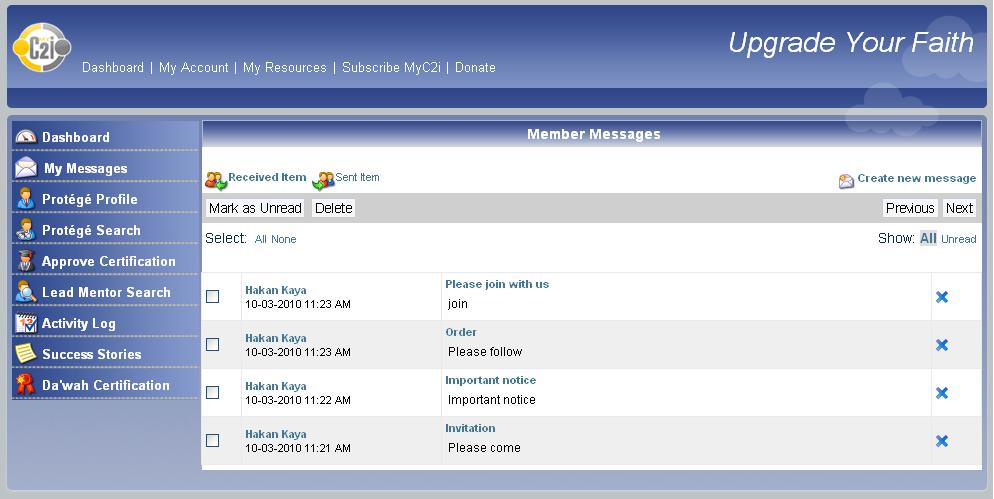 C2i
Upgrade Your Faith
Dashboard | My Account | My Resources | Subscribe MyC2i | Donate
Dashboard
My Messages
Protégé Profile
Protégé Search
Approve Certification
Lead Mentor Search
Activity Log
Success Stories
Da'wah Certification
Member Messages
Received Item Sent Item Create new message
Mark as Unread Delete Previous Next
Select: All None Show: All Unread
Hakan Kaya Please join with us
10-03-2010 11:23 AM join
Hakan Kaya Order
10-03-2010 11:23 AM Please follow
Hakan Kaya Important notice
10-03-2010 11:22 AM Important notice
Hakan Kaya Invitation
10-03-2010 11:21 AM Please come